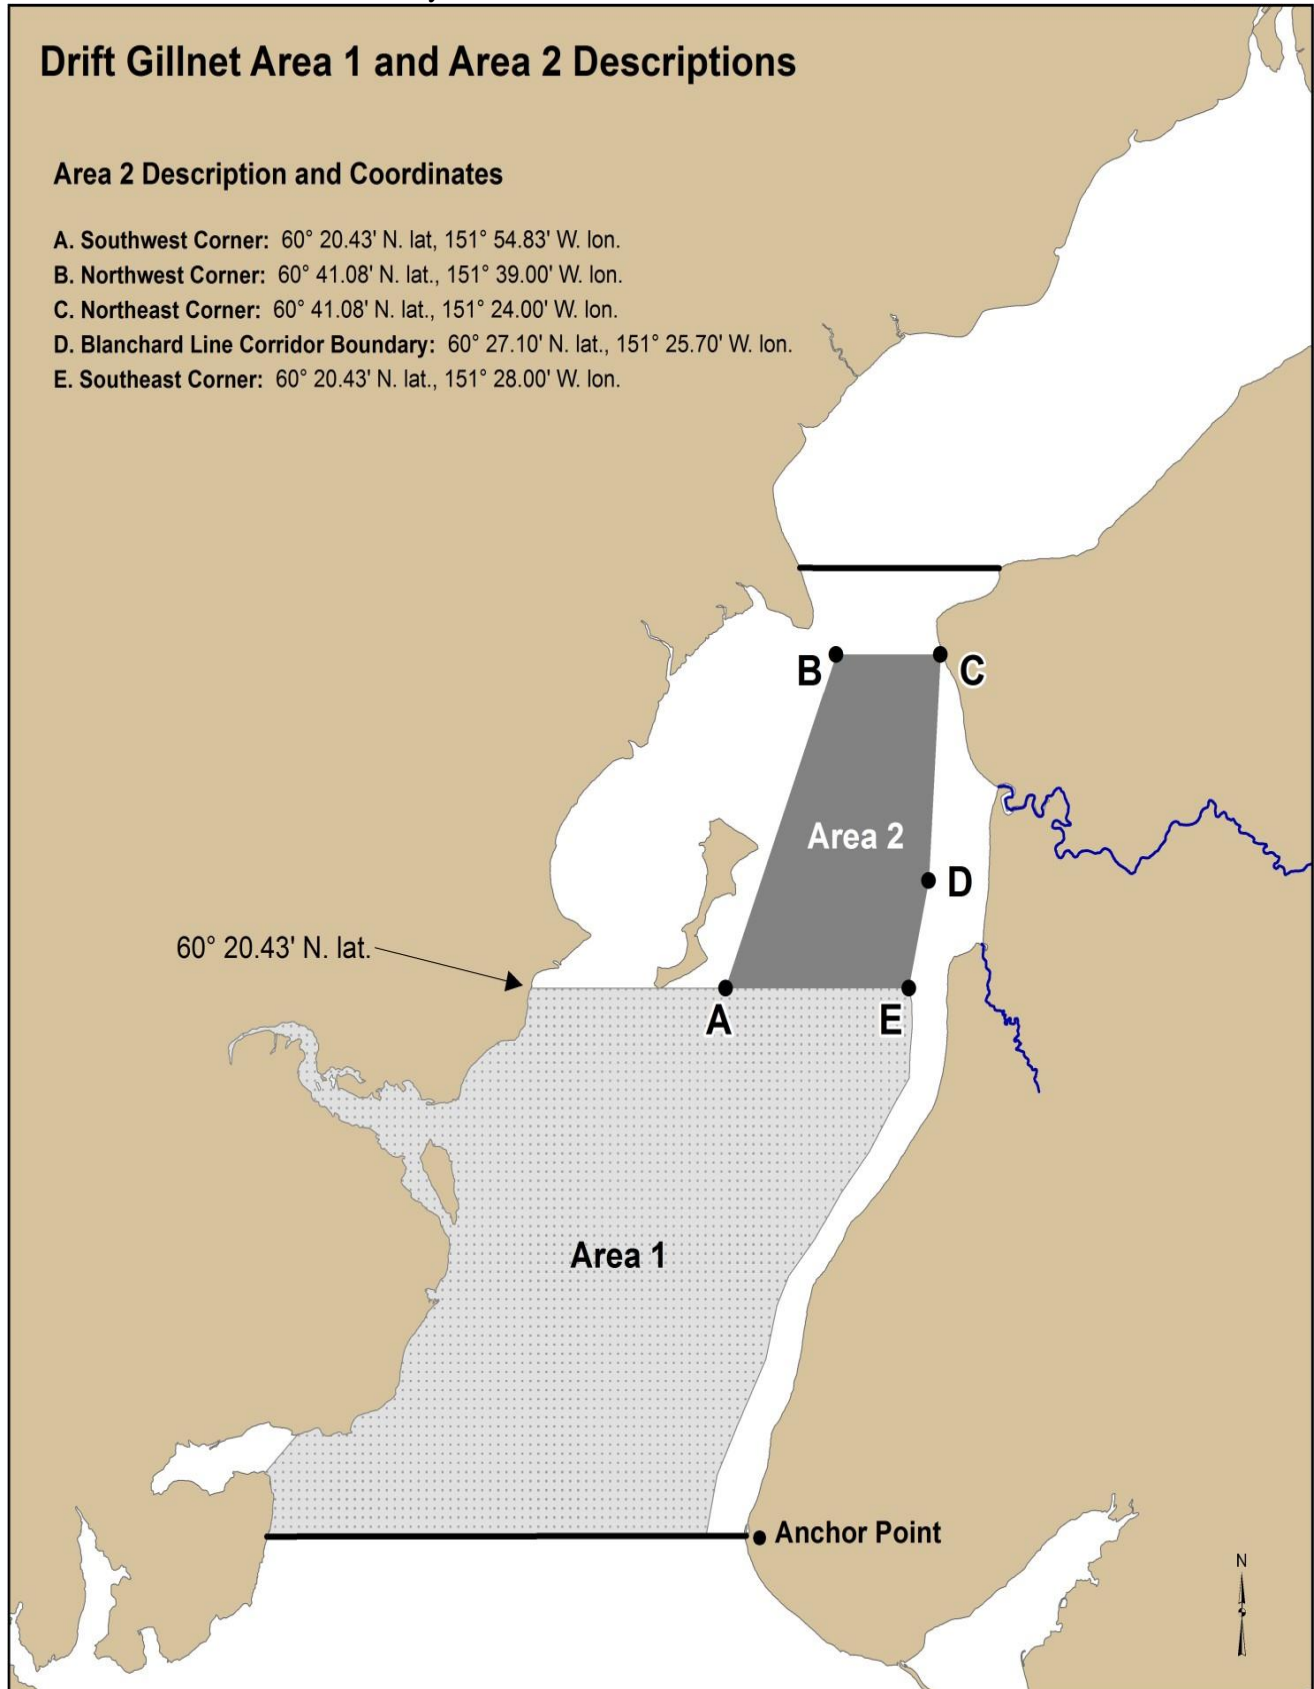 Drift Gillnet Area 1 and Area 2 Descriptions
Area 2 Description and Coordinates
A. Southwest Corner: 60° 20.43' N. lat, 151° 54.83' W. lon.
B. Northwest Corner: 60° 41.08' N. lat., 151° 39.00' W. lon.
C. Northeast Corner: 60° 41.08' N. lat., 151° 24.00' W. lon.
D. Blanchard Line Corridor Boundary: 60° 27.10' N. lat., 151° 25.70' W. lon.
E. Southeast Corner: 60° 20.43' N. lat., 151° 28.00' W. lon.
B
C
Area 2
D
60° 20.43' N. lat.
A
E
Area 1
Anchor Point
N